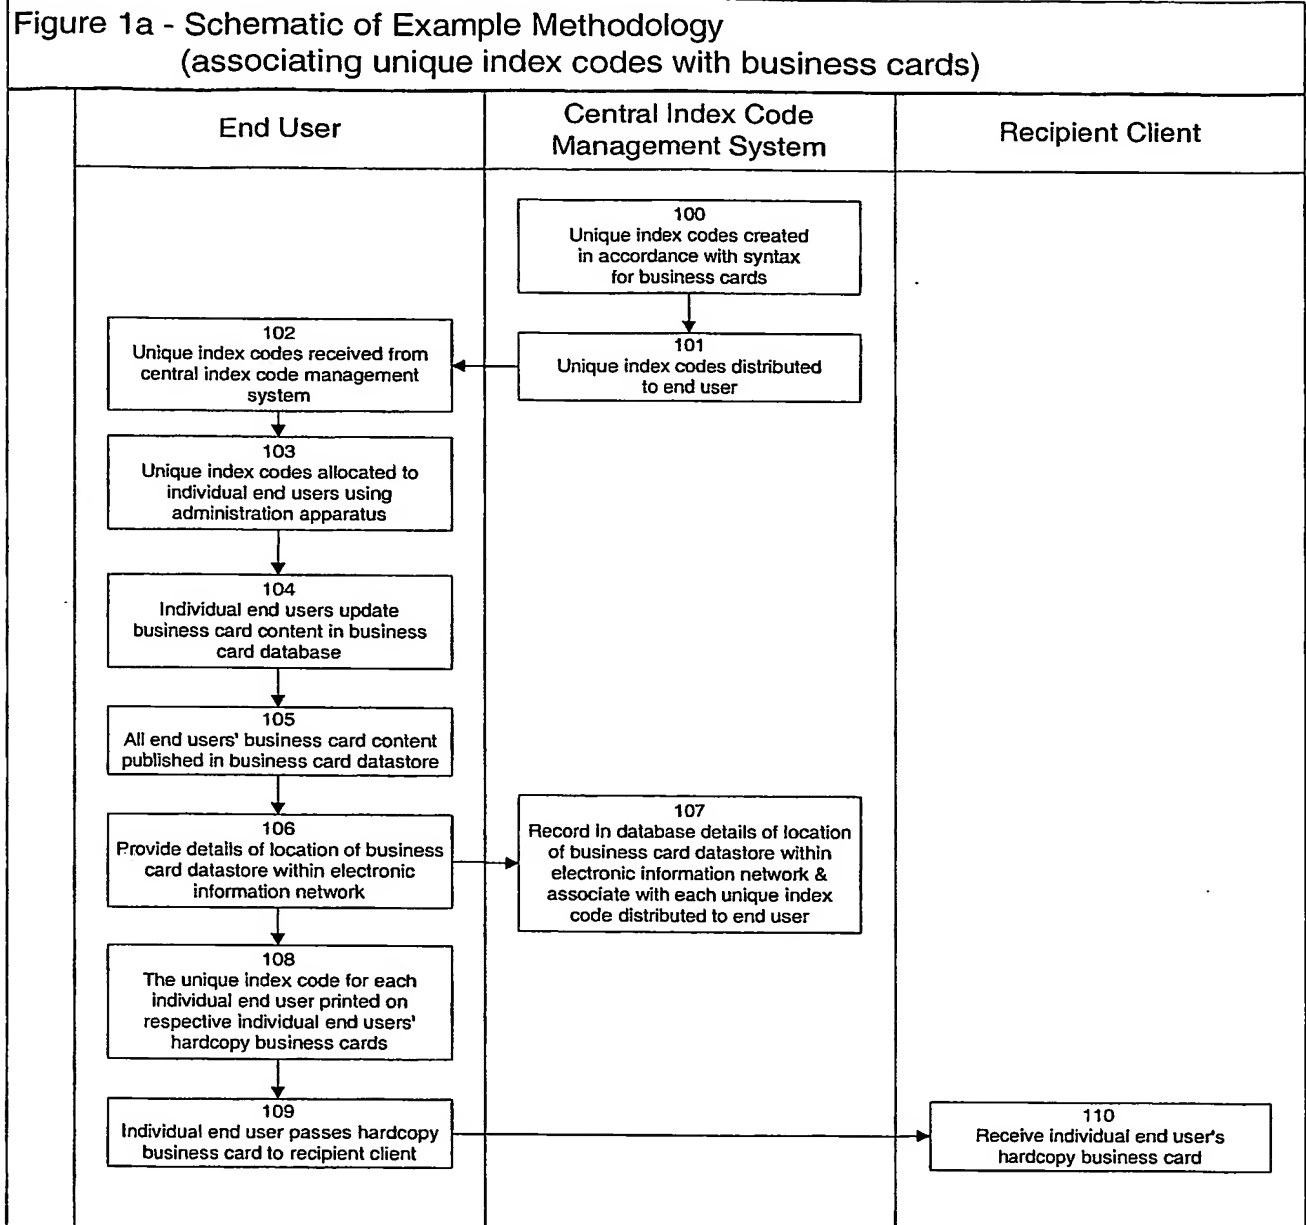 Figure 1a - Schematic of Example Methodology
(associating unique index codes with business cards)
End User
Central Index Code
Management System
Recipient Client
100
Unique index codes created
in accordance with syntax
for business cards
101
Unique index codes distributed
to end user
102
Unique index codes received from
central index code management
system
103
Unique index codes allocated to
individual end users using
administration apparatus
104
Individual end users update
business card content in business
card database
105
All end users' business card content
published in business card datastore
106
Provide details of location of business
card datastore within electronic
information network
107
Record in database details of location
of business card datastore within
electronic information network &
associate with each unique index
code distributed to end user
108
The unique index code for each
individual end user printed on
respective individual end users'
hardcopy business cards
109
Individual end user passes hardcopy
business card to recipient client
110
Receive individual end user's
hardcopy business card